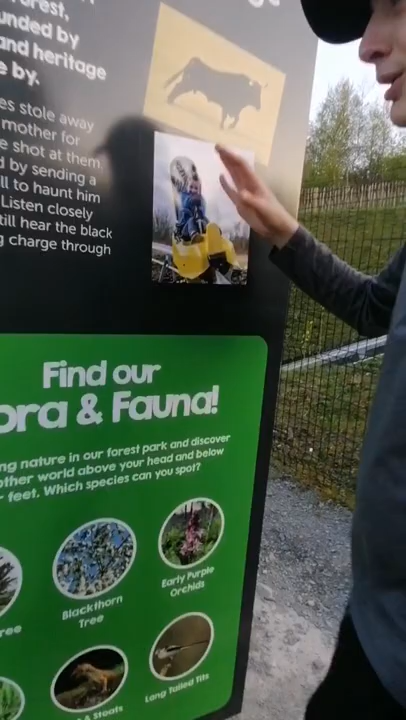 orest,
unded by
and heritage
e by.
es stole away
mother for
e shot at them.
d by sending a
ll to haunt him
Listen closely
till hear the black
g charge through
Find our
ora & Fauna!
ng nature in our forest park and discover
other world above your head and below
feet. Which species can you spot?
ree
Blackthorn
Tree
Early Purple
Orchids
& Stoats
Long Tailed Tits